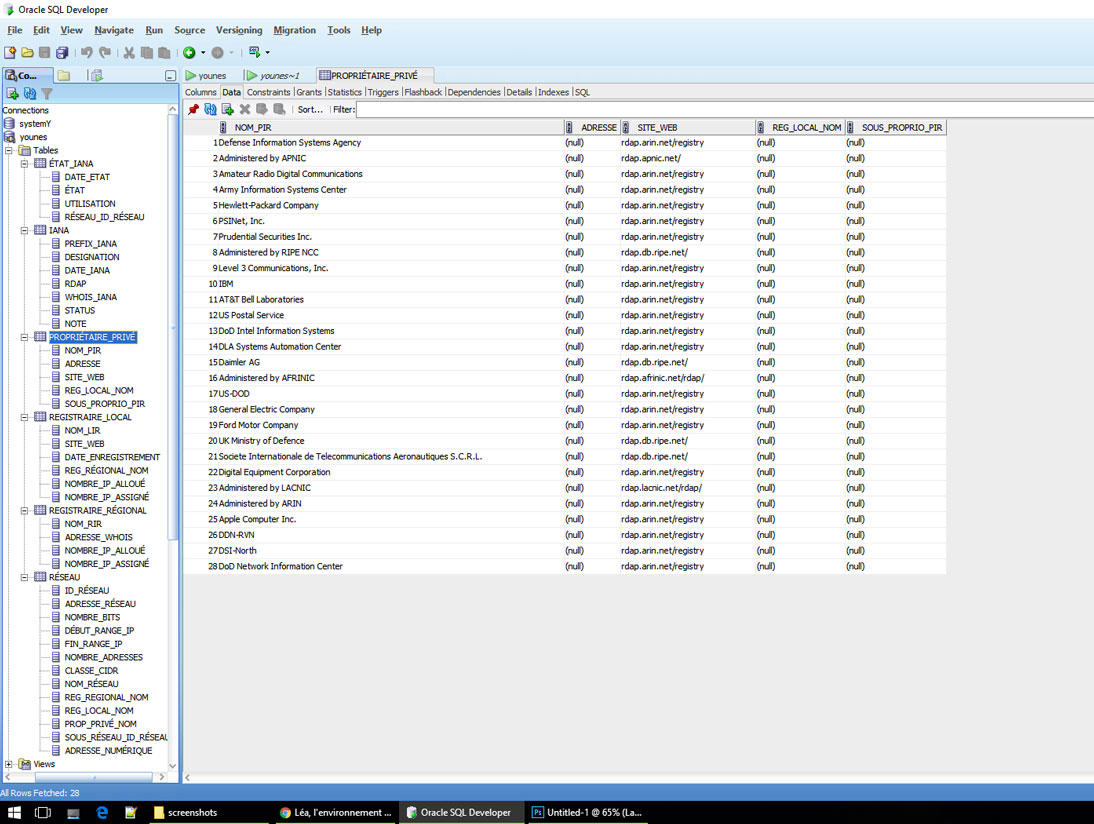 Oracle SQL Developer
File Edit View Navigate Run Source Versioning Migration Tools Help
Co... younes younes~1 PROPRIÉTAIRE_PRIVÉ
Columns Data Constraints Grants Statistics Triggers Flashback Dependencies Details Indexes SQL
Sort... Filter:
Connections
systemY
younes
Tables
ÉTAT_IANA
DATE_ETAT
ÉTAT
UTILISATION
RÉSEAU_ID_RÉSEAU
IANA
PREFIX_IANA
DESIGNATION
DATE_IANA
RDAP
WHOIS_IANA
STATUS
NOTE
PROPRIÉTAIRE_PRIVÉ
NOM_PIR
ADRESSE
SITE_WEB
REG_LOCAL_NOM
SOUS_PROPRIO_PIR
REGISTRAIRE_LOCAL
NOM_LIR
SITE_WEB
DATE_ENREGISTREMENT
REG_RÉGIONAL_NOM
NOMBRE_IP_ALLOUÉ
NOMBRE_IP_ASSIGNÉ
REGISTRAIRE_RÉGIONAL
NOM_RIR
ADRESSE_WHOIS
NOMBRE_IP_ALLOUÉ
NOMBRE_IP_ASSIGNÉ
RÉSEAU
ID_RÉSEAU
ADRESSE_RÉSEAU
NOMBRE_BITS
DÉBUT_RANGE_IP
FIN_RANGE_IP
NOMBRE_ADRESSES
CLASSE_CIDR
NOM_RÉSEAU
REG_REGIONAL_NOM
REG_LOCAL_NOM
PROP_PRIVÉ_NOM
SOUS_RÉSEAU_ID_RÉSEAU
ADRESSE_NUMÉRIQUE
Views
NOM_PIR ADRESSE SITE_WEB REG_LOCAL_NOM SOUS_PROPRIO_PIR
1 Defense Information Systems Agency (null) rdap.arin.net/registry (null) (null)
2 Administered by APNIC (null) rdap.apnic.net/ (null) (null)
3 Amateur Radio Digital Communications (null) rdap.arin.net/registry (null) (null)
4 Army Information Systems Center (null) rdap.arin.net/registry (null) (null)
5 Hewlett-Packard Company (null) rdap.arin.net/registry (null) (null)
6 PSINet, Inc. (null) rdap.arin.net/registry (null) (null)
7 Prudential Securities Inc. (null) rdap.arin.net/registry (null) (null)
8 Administered by RIPE NCC (null) rdap.db.ripe.net/ (null) (null)
9 Level 3 Communications, Inc. (null) rdap.arin.net/registry (null) (null)
10 IBM (null) rdap.arin.net/registry (null) (null)
11 AT&T Bell Laboratories (null) rdap.arin.net/registry (null) (null)
12 US Postal Service (null) rdap.arin.net/registry (null) (null)
13 DoD Intel Information Systems (null) rdap.arin.net/registry (null) (null)
14 DLA Systems Automation Center (null) rdap.arin.net/registry (null) (null)
15 Daimler AG (null) rdap.db.ripe.net/ (null) (null)
16 Administered by AFRINIC (null) rdap.afrinic.net/rdap/ (null) (null)
17 US-DOD (null) rdap.arin.net/registry (null) (null)
18 General Electric Company (null) rdap.arin.net/registry (null) (null)
19 Ford Motor Company (null) rdap.arin.net/registry (null) (null)
20 UK Ministry of Defence (null) rdap.db.ripe.net/ (null) (null)
21 Societe Internationale de Telecommunications Aeronautiques S.C.R.L. (null) rdap.db.ripe.net/ (null) (null)
22 Digital Equipment Corporation (null) rdap.arin.net/registry (null) (null)
23 Administered by LACNIC (null) rdap.lacnic.net/rdap/ (null) (null)
24 Administered by ARIN (null) rdap.arin.net/registry (null) (null)
25 Apple Computer Inc. (null) rdap.arin.net/registry (null) (null)
26 DDN-RVN (null) rdap.arin.net/registry (null) (null)
27 DSI-North (null) rdap.arin.net/registry (null) (null)
28 DoD Network Information Center (null) rdap.arin.net/registry (null) (null)
All Rows Fetched: 28
screenshots Léa, l'environnement ... Oracle SQL Developer Untitled-1 @ 65% (La...